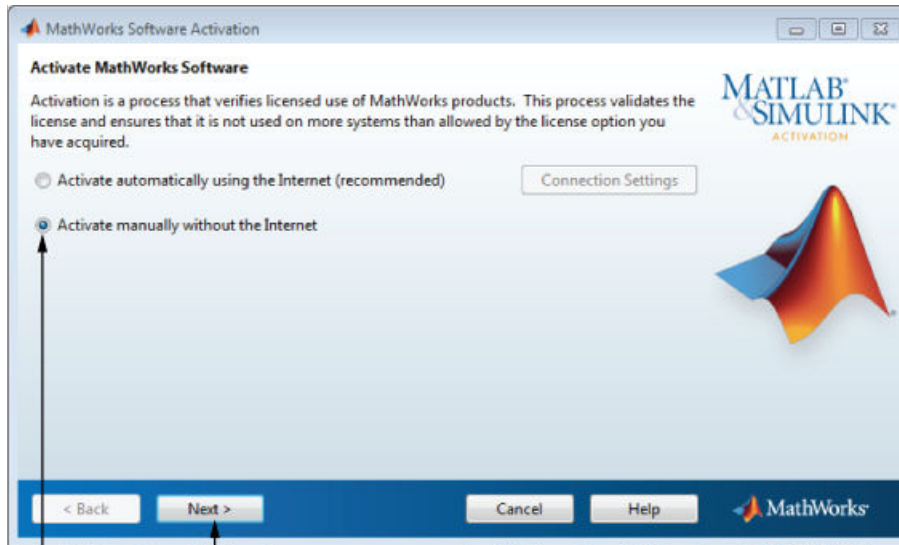 MathWorks Software Activation
Activate MathWorks Software
Activation is a process that verifies licensed use of MathWorks products. This process validates the
license and ensures that it is not used on more systems than allowed by the license option you
have acquired.
MATLAB®
&SIMULINK®
ACTIVATION
Activate automatically using the Internet (recommended)
Connection Settings
Activate manually without the Internet
< Back
Next >
Cancel
Help
MathWorks®